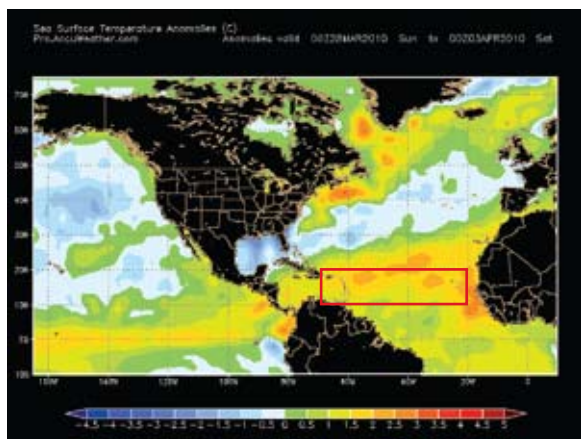 Sea Surface Temperature Anomalies (C)
Pro.AccuWeather.com Anomalies valid 00Z28MAR2010 Sun to 00Z03APR2010 Sat
70N
60N
50N
40N
30N
20N
10N
10S
160W 140W 120W 100W 80W 60W 40W 20W 0
-4.5 -4 -3.5 -3 -2.5 -2 -1.5 -1 -0.5 0 0.5 1 1.5 2 2.5 3 3.5 4 4.5 5